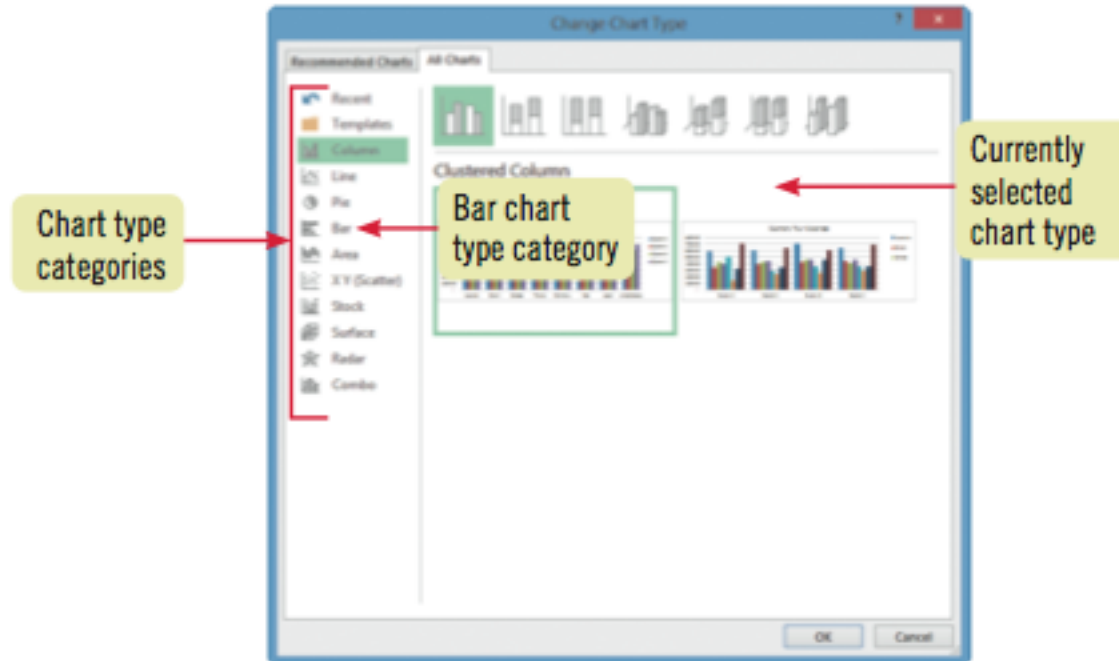 Change Chart Type
?
Recommended Charts
All Charts
Recent
Templates
Column
Line
Pie
Bar
Area
X Y (Scatter)
Stock
Surface
Radar
Combo
Clustered Column
Chart type
categories
Bar chart
type category
Currently
selected
chart type
OK
Cancel